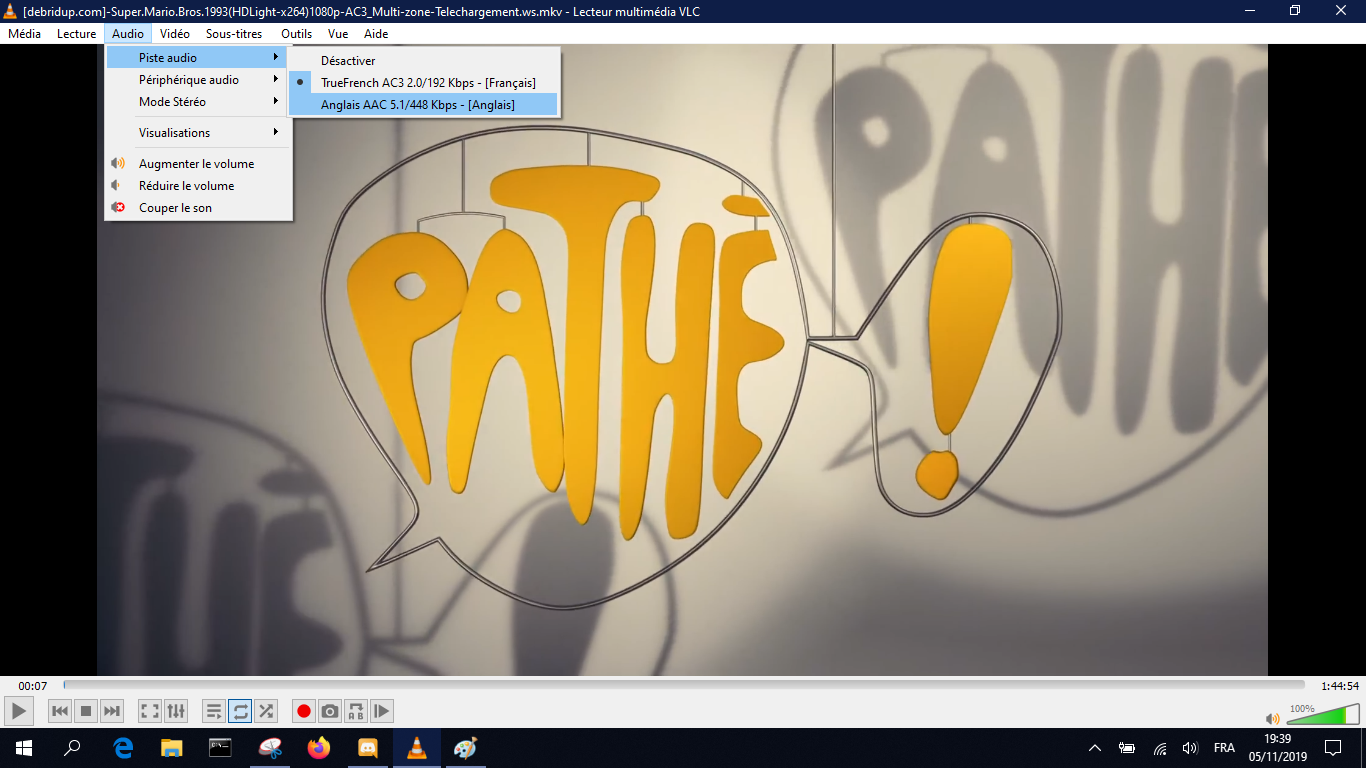 [debridup.com]-Super.Mario.Bros.1993(HDLight-x264)1080p-AC3_Multi-zone-Telechargement.ws.mkv - Lecteur multimédia VLC
Média Lecture Audio Vidéo Sous-titres Outils Vue Aide
Piste audio
Périphérique audio
Mode Stéréo
Visualisations
Augmenter le volume
Réduire le volume
Couper le son
Désactiver
TrueFrench AC3 2.0/192 Kbps - [Français]
Anglais AAC 5.1/448 Kbps - [Anglais]
PATHÉ!
PATHE
THE
00:07
1:44:54
A B
100%
FRA
19:39
05/11/2019